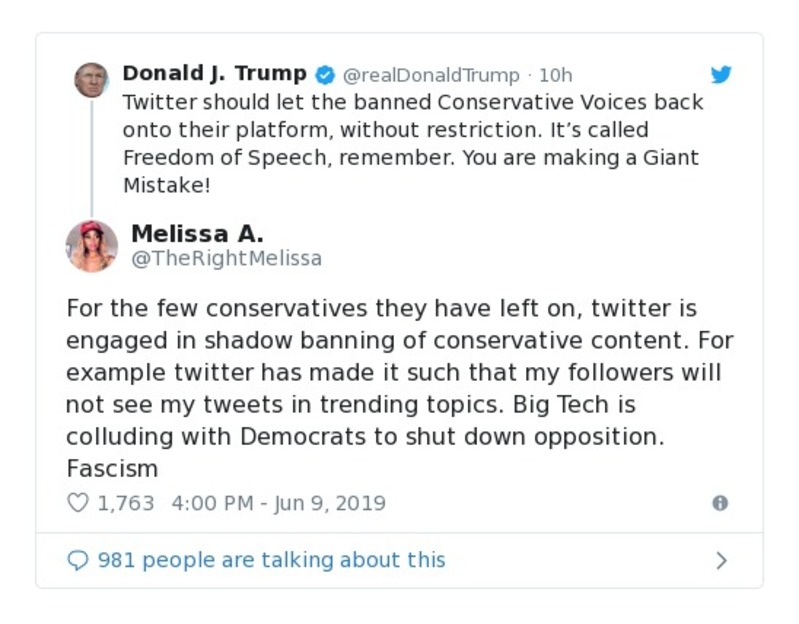 Donald J. Trump @realDonaldTrump · 10h
Twitter should let the banned Conservative Voices back
onto their platform, without restriction. It’s called
Freedom of Speech, remember. You are making a Giant
Mistake!
Melissa A.
@TheRightMelissa
For the few conservatives they have left on, twitter is
engaged in shadow banning of conservative content. For
example twitter has made it such that my followers will
not see my tweets in trending topics. Big Tech is
colluding with Democrats to shut down opposition.
Fascism
1,763 4:00 PM - Jun 9, 2019
981 people are talking about this